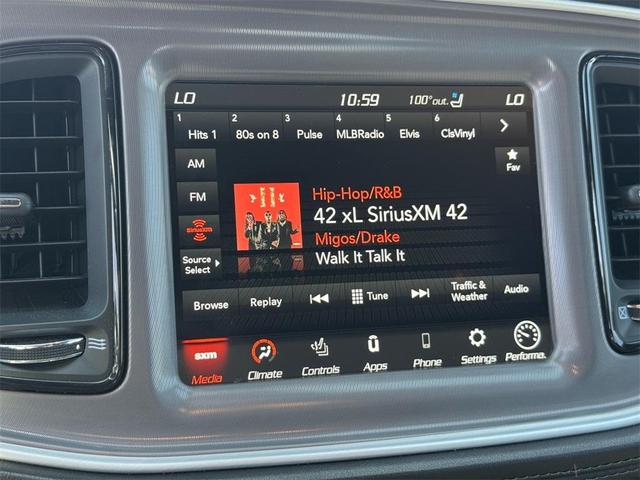 LO 10:59 100°out. LO
1 2 3 4 5 6
Hits 1 80s on 8 Pulse MLBRadio Elvis ClsVinyl
AM
Fav
FM
Hip-Hop/R&B
42 xL SiriusXM 42
siriusxm
Migos/Drake
Walk It Talk It
Source
Select
Browse Replay Tune Traffic &
Weather Audio
sxm
Media Climate Controls Apps Phone Settings Performa.